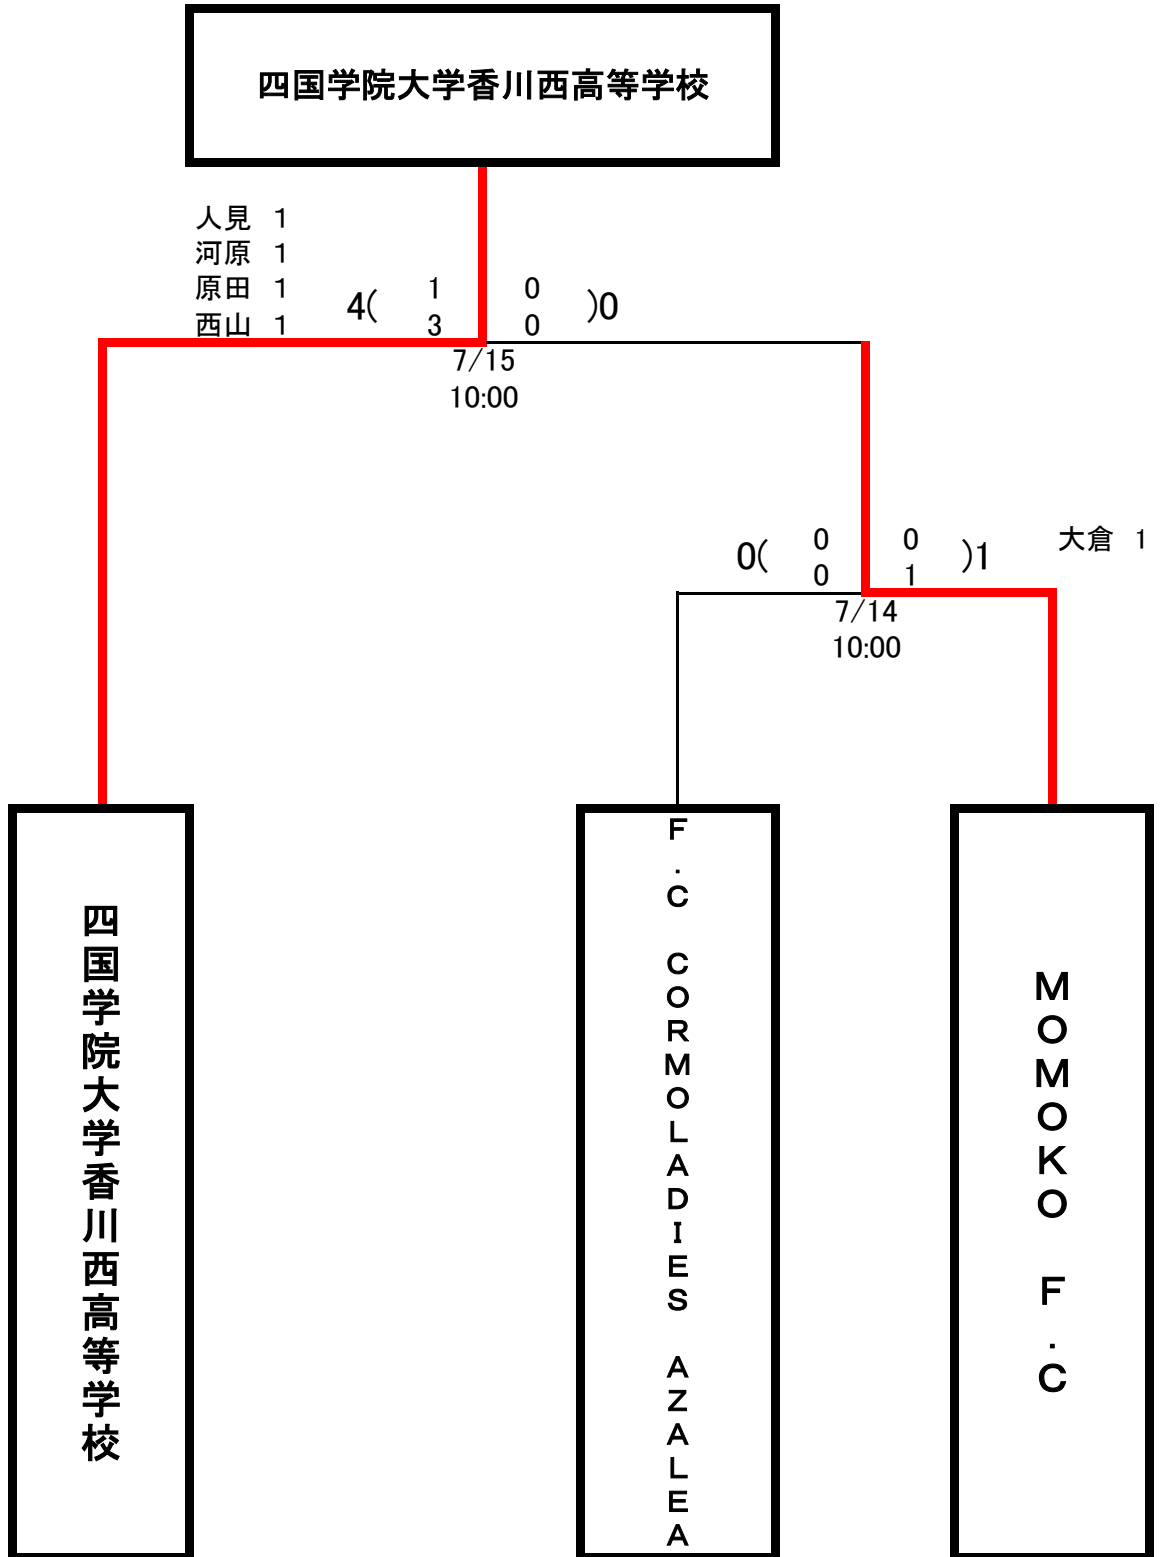 四国学院大学香川西高等学校
人見 1
河原 1
原田 1
西山 1
4( 1 0 )0
3 0
7/15
10:00
0( 0 0 )1
0 1
大倉 1
7/14
10:00
四国学院大学香川西高等学校
F.C CORMOLADIES AZALEA
MOMOKO F.C